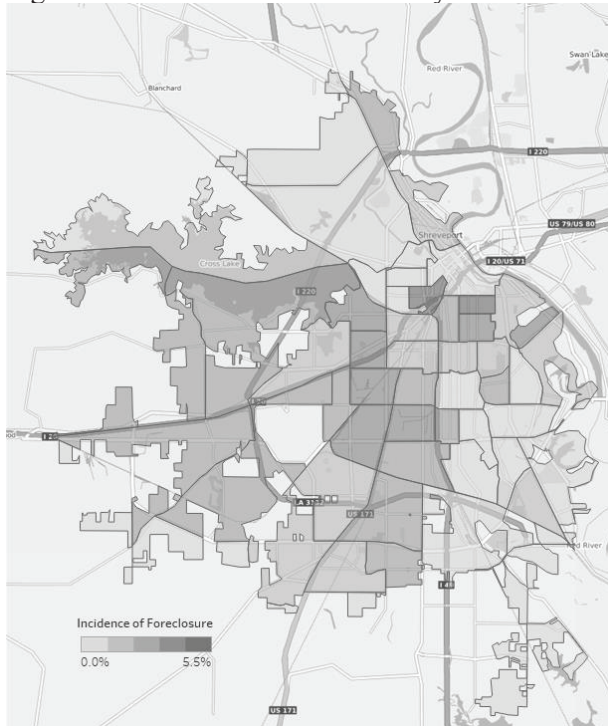 Red River
Swan Lake
Blanchard
I 220
US 79/US 80
Shreveport
I 20/US 71
Cross Lake
I 220
I 20
US 171
Red River
I 49
Incidence of Foreclosure
0.0% 5.5%
US 171